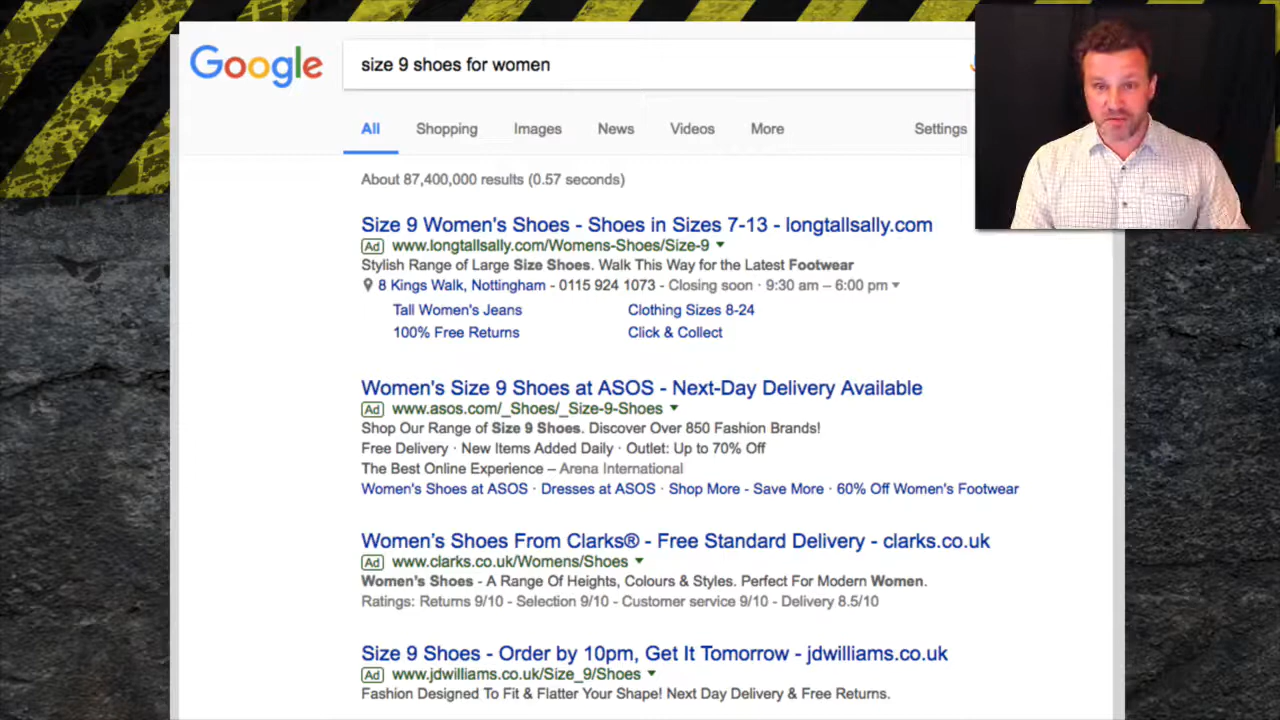 Google
size 9 shoes for women
All Shopping Images News Videos More Settings
About 87,400,000 results (0.57 seconds)
Size 9 Women's Shoes - Shoes in Sizes 7-13 - longtallsally.com
Ad www.longtallsally.com/Womens-Shoes/Size-9
Stylish Range of Large Size Shoes. Walk This Way for the Latest Footwear
8 Kings Walk, Nottingham - 0115 924 1073 - Closing soon · 9:30 am – 6:00 pm
Tall Women's Jeans Clothing Sizes 8-24
100% Free Returns Click & Collect
Women's Size 9 Shoes at ASOS - Next-Day Delivery Available
Ad www.asos.com/_Shoes/_Size-9-Shoes
Shop Our Range of Size 9 Shoes. Discover Over 850 Fashion Brands!
Free Delivery · New Items Added Daily · Outlet: Up to 70% Off
The Best Online Experience – Arena International
Women's Shoes at ASOS · Dresses at ASOS · Shop More - Save More · 60% Off Women's Footwear
Women's Shoes From Clarks® - Free Standard Delivery - clarks.co.uk
Ad www.clarks.co.uk/Womens/Shoes
Women's Shoes - A Range Of Heights, Colours & Styles. Perfect For Modern Women.
Ratings: Returns 9/10 - Selection 9/10 - Customer service 9/10 - Delivery 8.5/10
Size 9 Shoes - Order by 10pm, Get It Tomorrow - jdwilliams.co.uk
Ad www.jdwilliams.co.uk/Size_9/Shoes
Fashion Designed To Fit & Flatter Your Shape! Next Day Delivery & Free Returns.